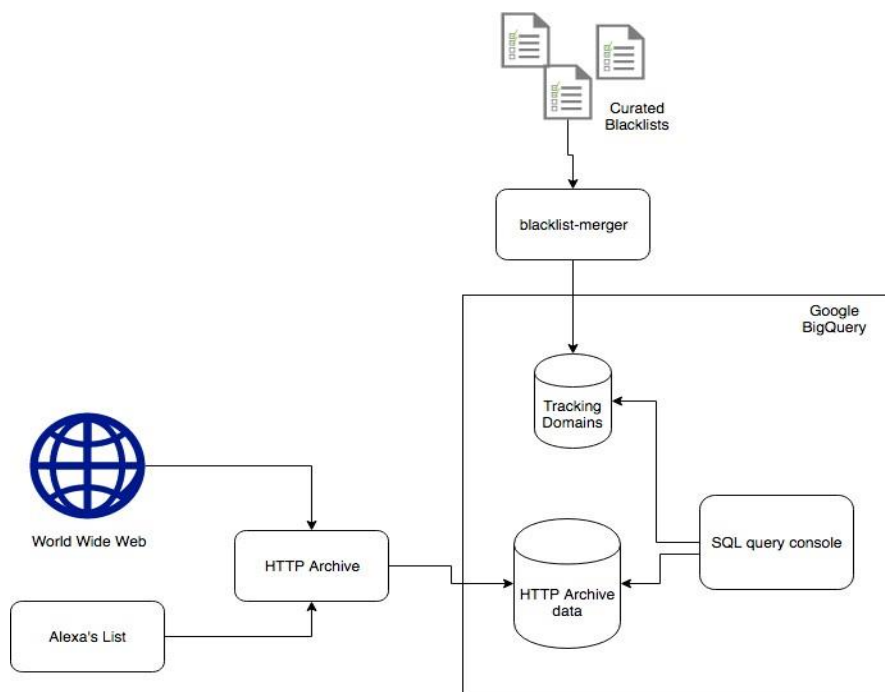 Curated
Blacklists
blacklist-merger
Google
BigQuery
Tracking
Domains
World Wide Web
HTTP Archive
SQL query console
HTTP Archive
data
Alexa's List